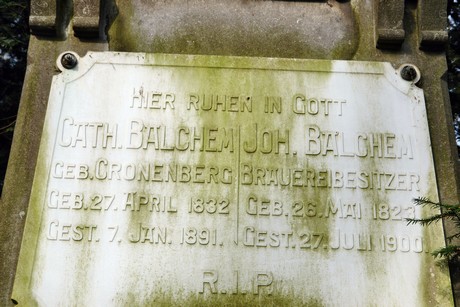 HIER RUHEN IN GOTT
CATH. BALCHEM
GEB. CRONENBERG
GEB. 27. APRIL 1832
GEST. 7. JAN. 1891.
JOH. BALCHEM
BRAUEREIBESITZER
GEB. 26. MAI
GEST. 27. JULI 1900.
R.I.P.